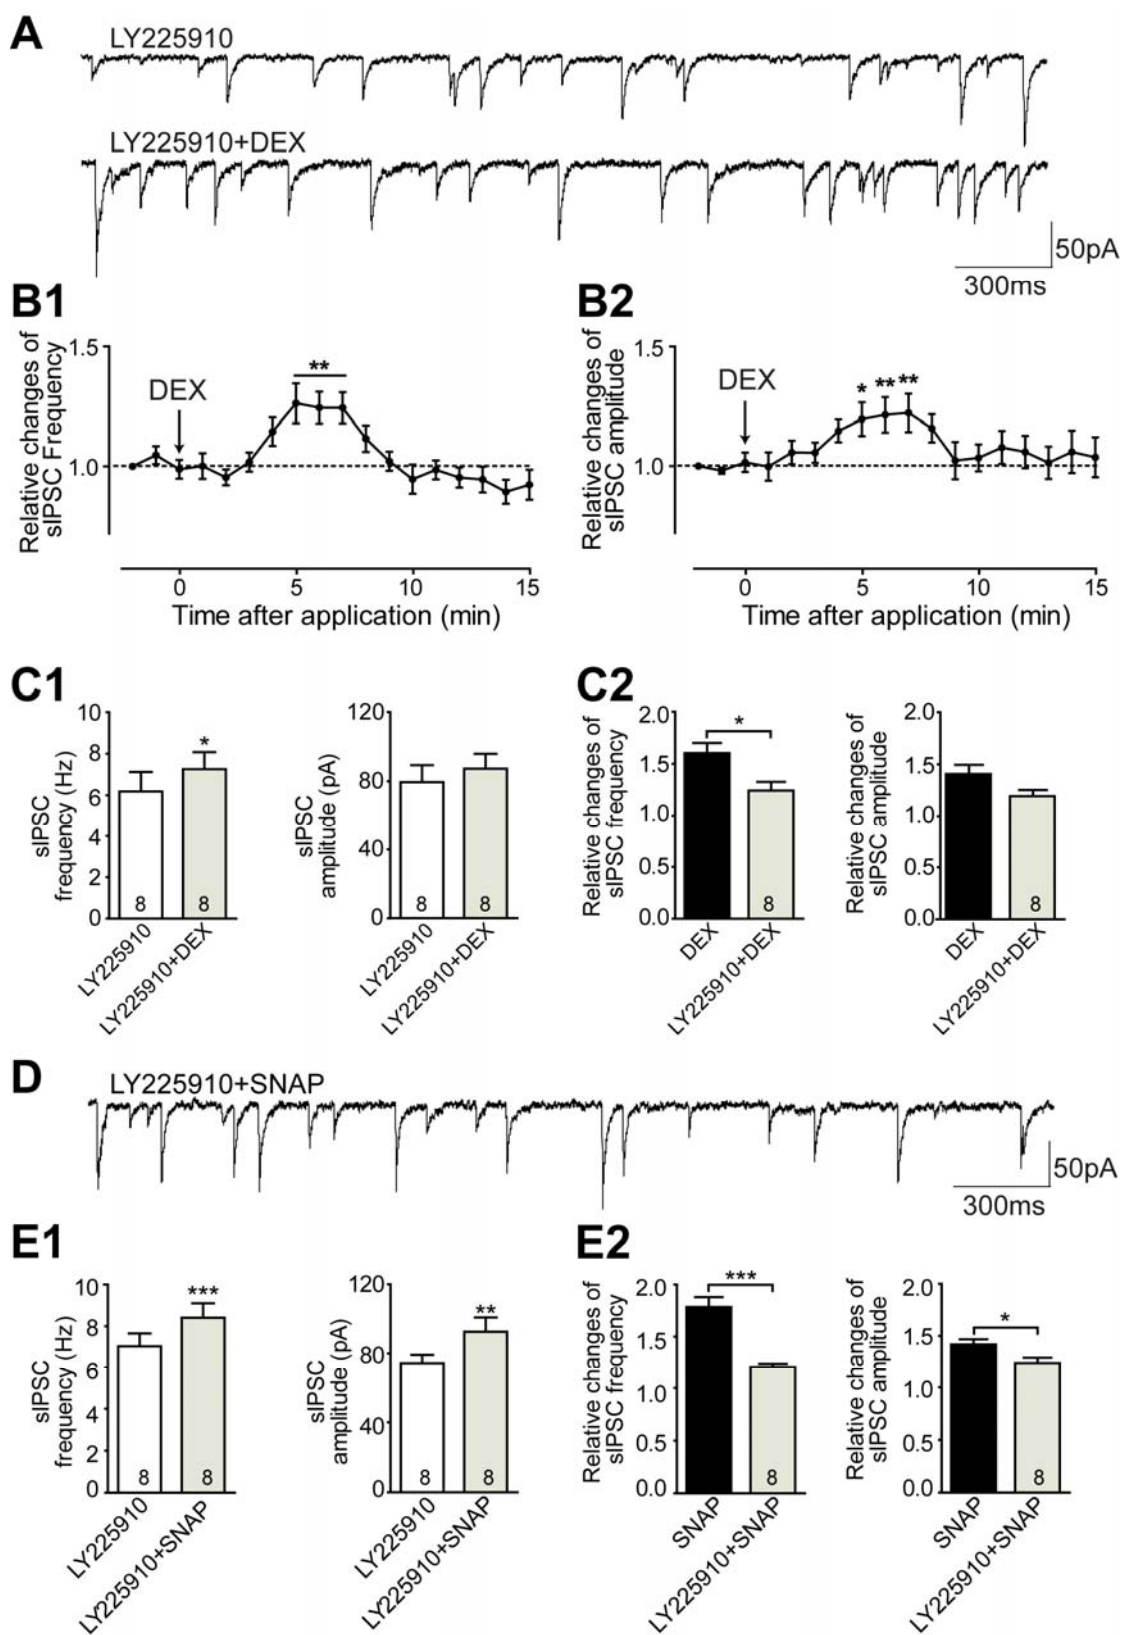 A
LY225910
LY225910+DEX
50pA
300ms
B1
Relative changes of
sIPSC Frequency
1.5
1.0
DEX
**
0 5 10 15
Time after application (min)
B2
Relative changes of
sIPSC amplitude
1.5
1.0
DEX
* ** **
0 5 10 15
Time after application (min)
C1
sIPSC
frequency (Hz)
10
8
6
4
2
0
*
8 8
LY225910
LY225910+DEX
sIPSC
amplitude (pA)
120
80
40
0
8 8
LY225910
LY225910+DEX
C2
Relative changes of
sIPSC frequency
2.0
1.5
1.0
0.5
0.0
*
8
DEX
LY225910+DEX
Relative changes of
sIPSC amplitude
2.0
1.5
1.0
0.5
0.0
8
DEX
LY225910+DEX
D
LY225910+SNAP
50pA
300ms
E1
sIPSC
frequency (Hz)
10
8
6
4
2
0
***
8 8
LY225910
LY225910+SNAP
sIPSC
amplitude (pA)
120
80
40
0
**
8 8
LY225910
LY225910+SNAP
E2
Relative changes of
sIPSC frequency
2.0
1.5
1.0
0.5
0.0
***
8
SNAP
LY225910+SNAP
Relative changes of
sIPSC amplitude
2.0
1.5
1.0
0.5
0.0
*
8
SNAP
LY225910+SNAP